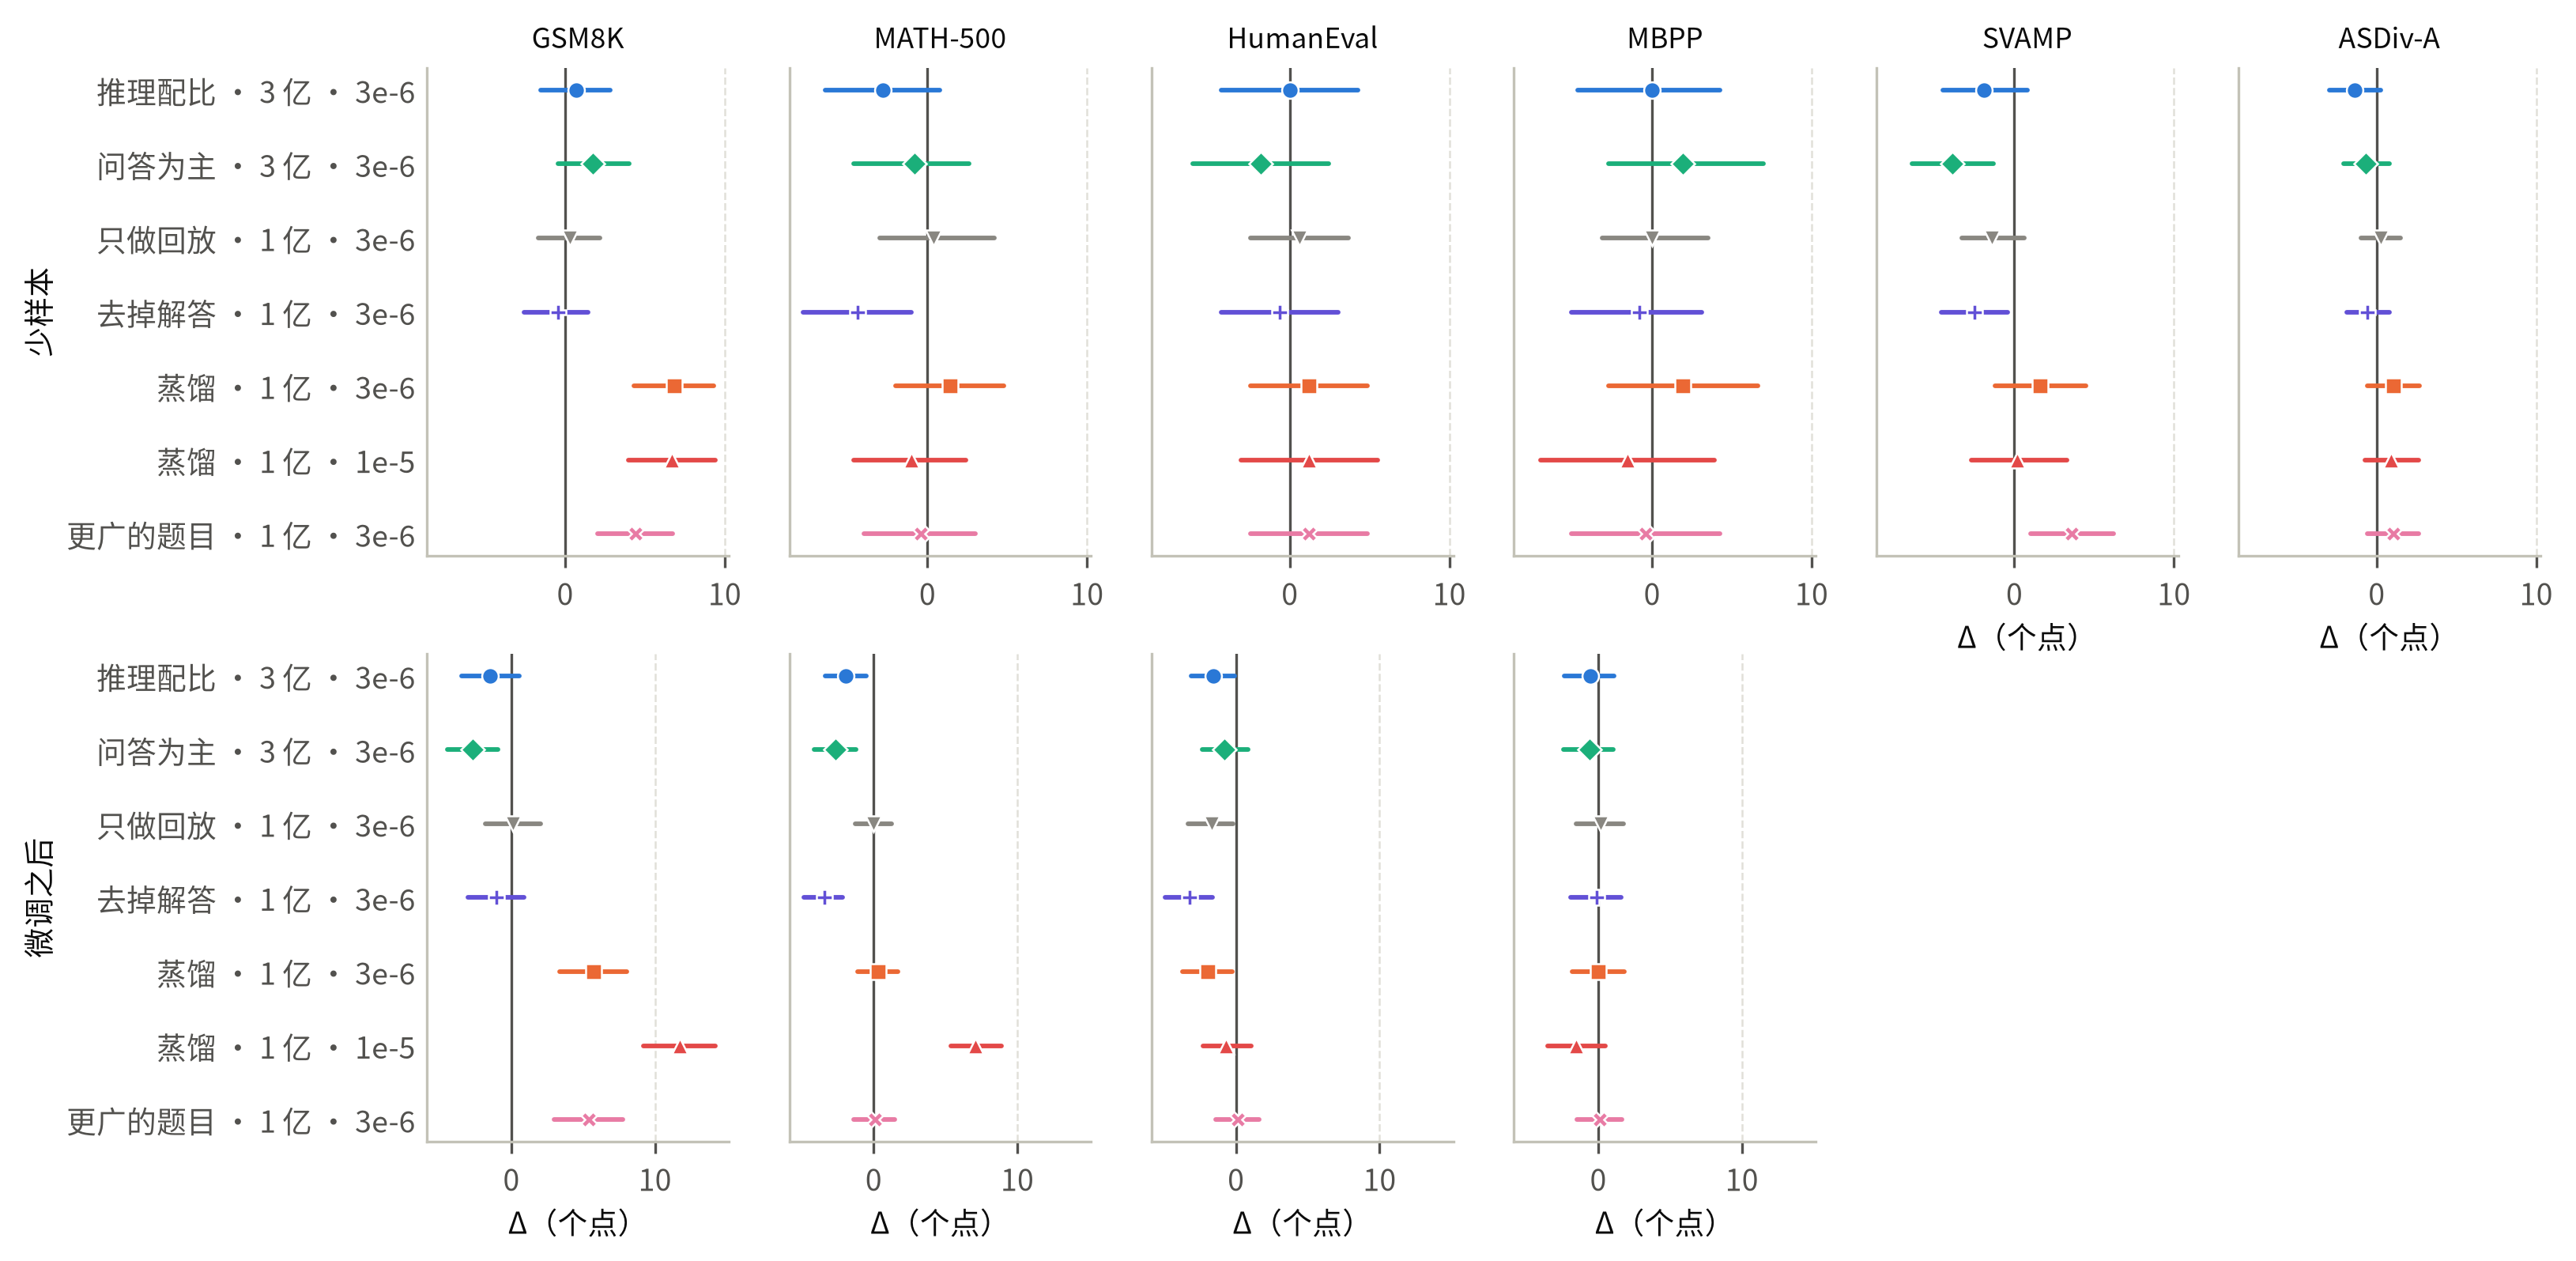 GSM8K MATH-500 HumanEval MBPP SVAMP ASDiv-A
少样本
推理配比 · 3 亿 · 3e-6
问答为主 · 3 亿 · 3e-6
只做回放 · 1 亿 · 3e-6
去掉解答 · 1 亿 · 3e-6
蒸馏 · 1 亿 · 3e-6
蒸馏 · 1 亿 · 1e-5
更广的题目 · 1 亿 · 3e-6
0 10 0 10 0 10 0 10 0 10 0 10
Δ（个点） Δ（个点）
微调之后
推理配比 · 3 亿 · 3e-6
问答为主 · 3 亿 · 3e-6
只做回放 · 1 亿 · 3e-6
去掉解答 · 1 亿 · 3e-6
蒸馏 · 1 亿 · 3e-6
蒸馏 · 1 亿 · 1e-5
更广的题目 · 1 亿 · 3e-6
0 10 0 10 0 10 0 10
Δ（个点） Δ（个点） Δ（个点） Δ（个点）